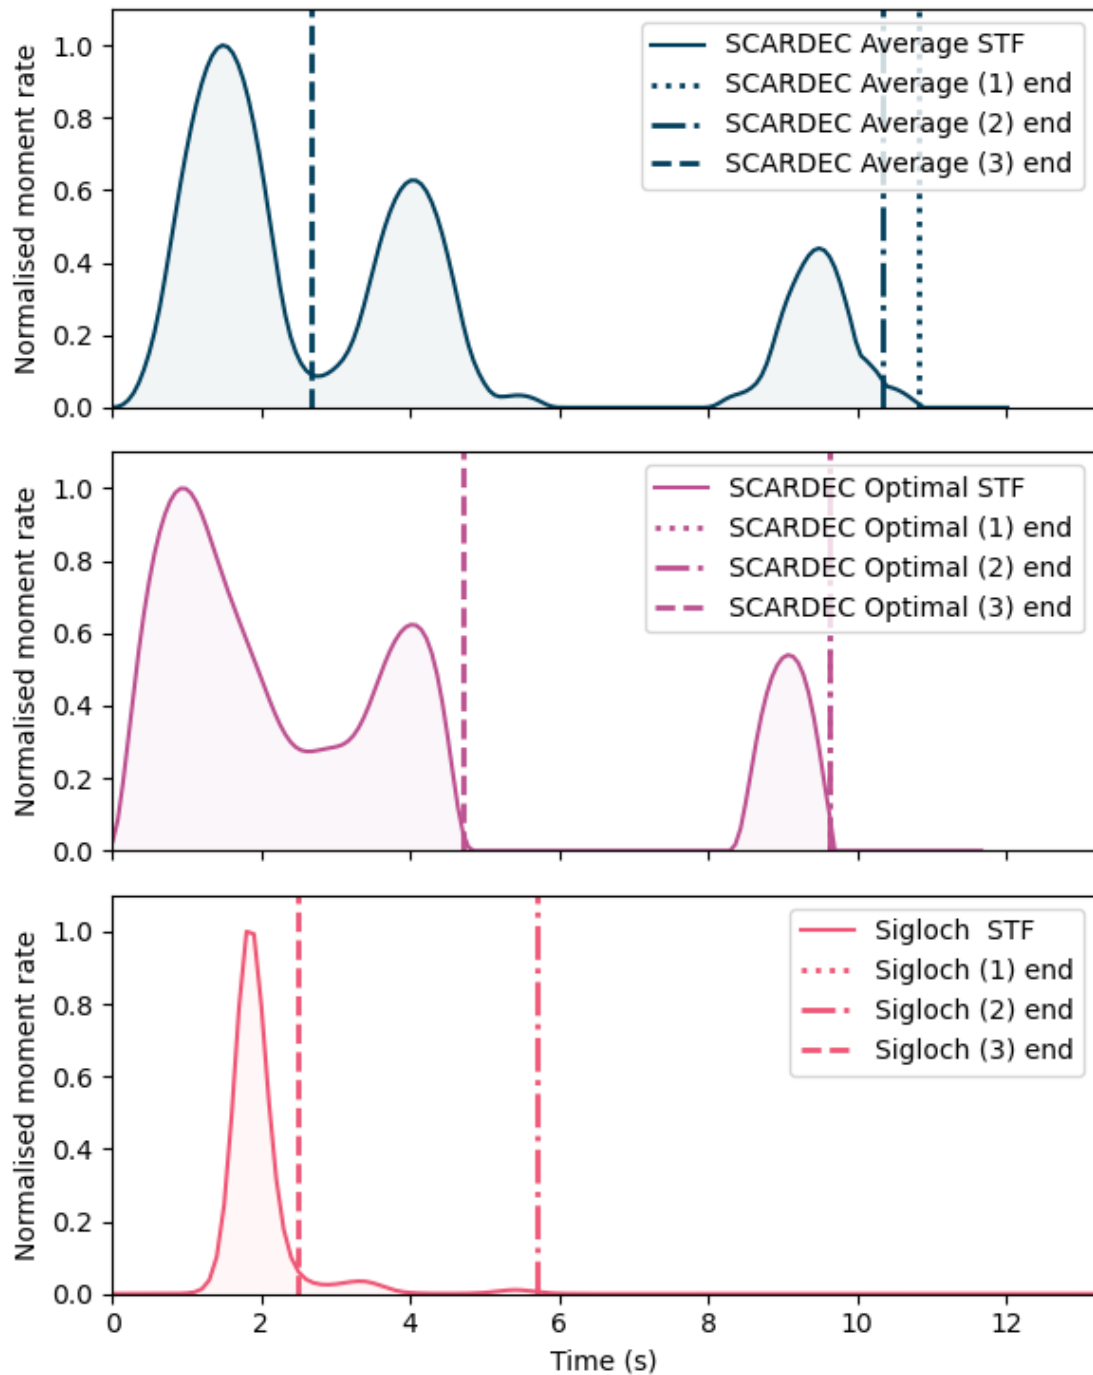 Normalised moment rate
1.0
0.8
0.6
0.4
0.2
0.0
SCARDEC Average STF
SCARDEC Average (1) end
SCARDEC Average (2) end
SCARDEC Average (3) end
Normalised moment rate
1.0
0.8
0.6
0.4
0.2
0.0
SCARDEC Optimal STF
SCARDEC Optimal (1) end
SCARDEC Optimal (2) end
SCARDEC Optimal (3) end
Normalised moment rate
1.0
0.8
0.6
0.4
0.2
0.0
Sigloch  STF
Sigloch (1) end
Sigloch (2) end
Sigloch (3) end
0 2 4 6 8 10 12
Time (s)